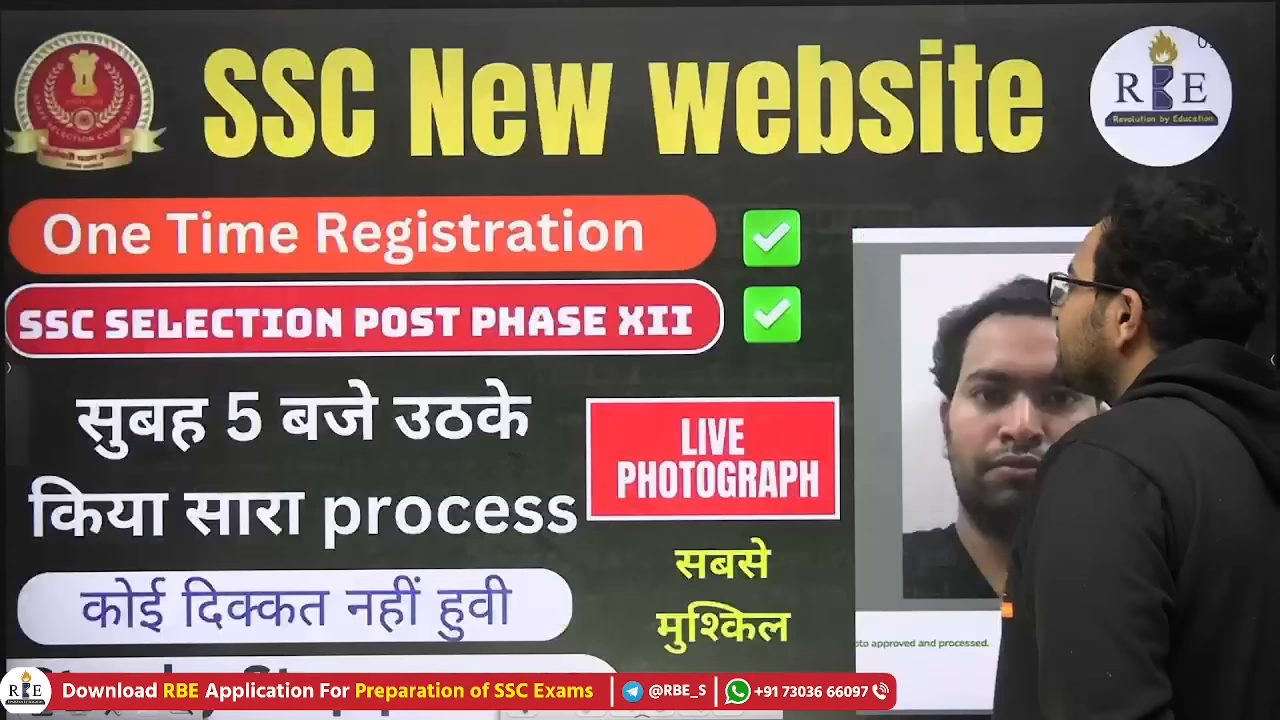 SSC New website
RBE
Revolution by Education
One Time Registration
SSC SELECTION POST PHASE XII
सुबह 5 बजे उठके
किया सारा process
LIVE
PHOTOGRAPH
सबसे
मुश्किल
कोई दिक्कत नहीं हुवी
oto approved and processed.
RBE
Download RBE Application For Preparation of SSC Exams
@RBE_S
+91 73036 66097